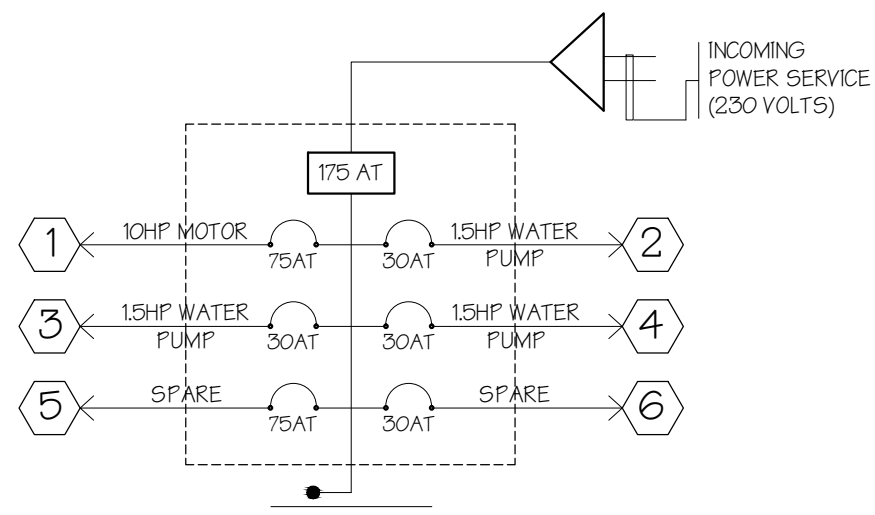 INCOMING
POWER SERVICE
(230 VOLTS)
175 AT
1
10HP MOTOR
75AT
30AT
1.5HP WATER
PUMP
2
3
1.5HP WATER
PUMP
30AT
30AT
1.5HP WATER
PUMP
4
5
SPARE
75AT
30AT
SPARE
6